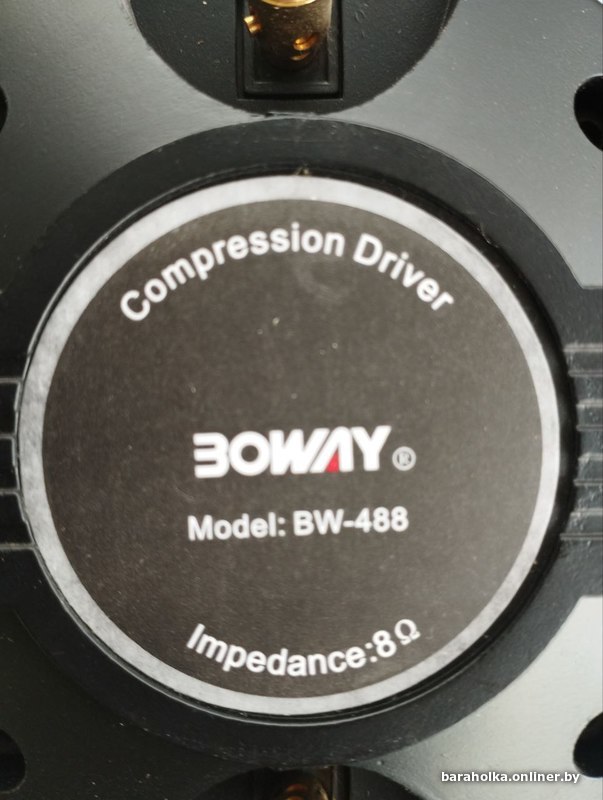 Compression Driver
BOWAY®
Model: BW-488
Impedance:8Ω
baraholka.onliner.by